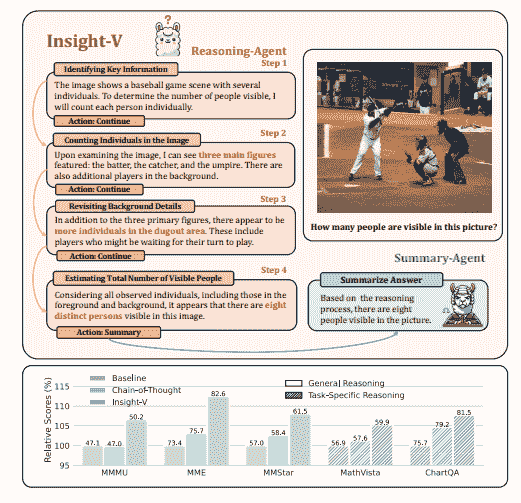 Insight-V
?
Reasoning-Agent
Step 1
Identifying Key Information
The image shows a baseball game scene with several
individuals. To determine the number of people visible, I
will count each person individually.
Action: Continue
Step 2
Counting Individuals in the Image
Upon examining the image, I can see three main figures
featured: the batter, the catcher, and the umpire. There are
also additional players in the background.
Action: Continue
Step 3
Revisiting Background Details
In addition to the three primary figures, there appear to be
more individuals in the dugout area. These include
players who might be waiting for their turn to play.
Action: Continue
Step 4
Estimating Total Number of Visible People
Considering all observed individuals, including those in the
foreground and background, it appears that there are eight
distinct persons visible in this image.
Action: Summary
How many people are visible in this picture?
Summary-Agent
Summarize Answer
Based on the reasoning
process, there are eight
people visible in the picture.
Relative Scores (%)
115
110
105
100
95
Baseline
Chain-of-Thought
Insight-V
General Reasoning
Task-Specific Reasoning
47.1 47.0 50.2
73.4 75.7 82.6
57.0 58.4 61.5
56.9 57.6 59.9
75.7 79.2 81.5
MMMU MME MMStar MathVista ChartQA